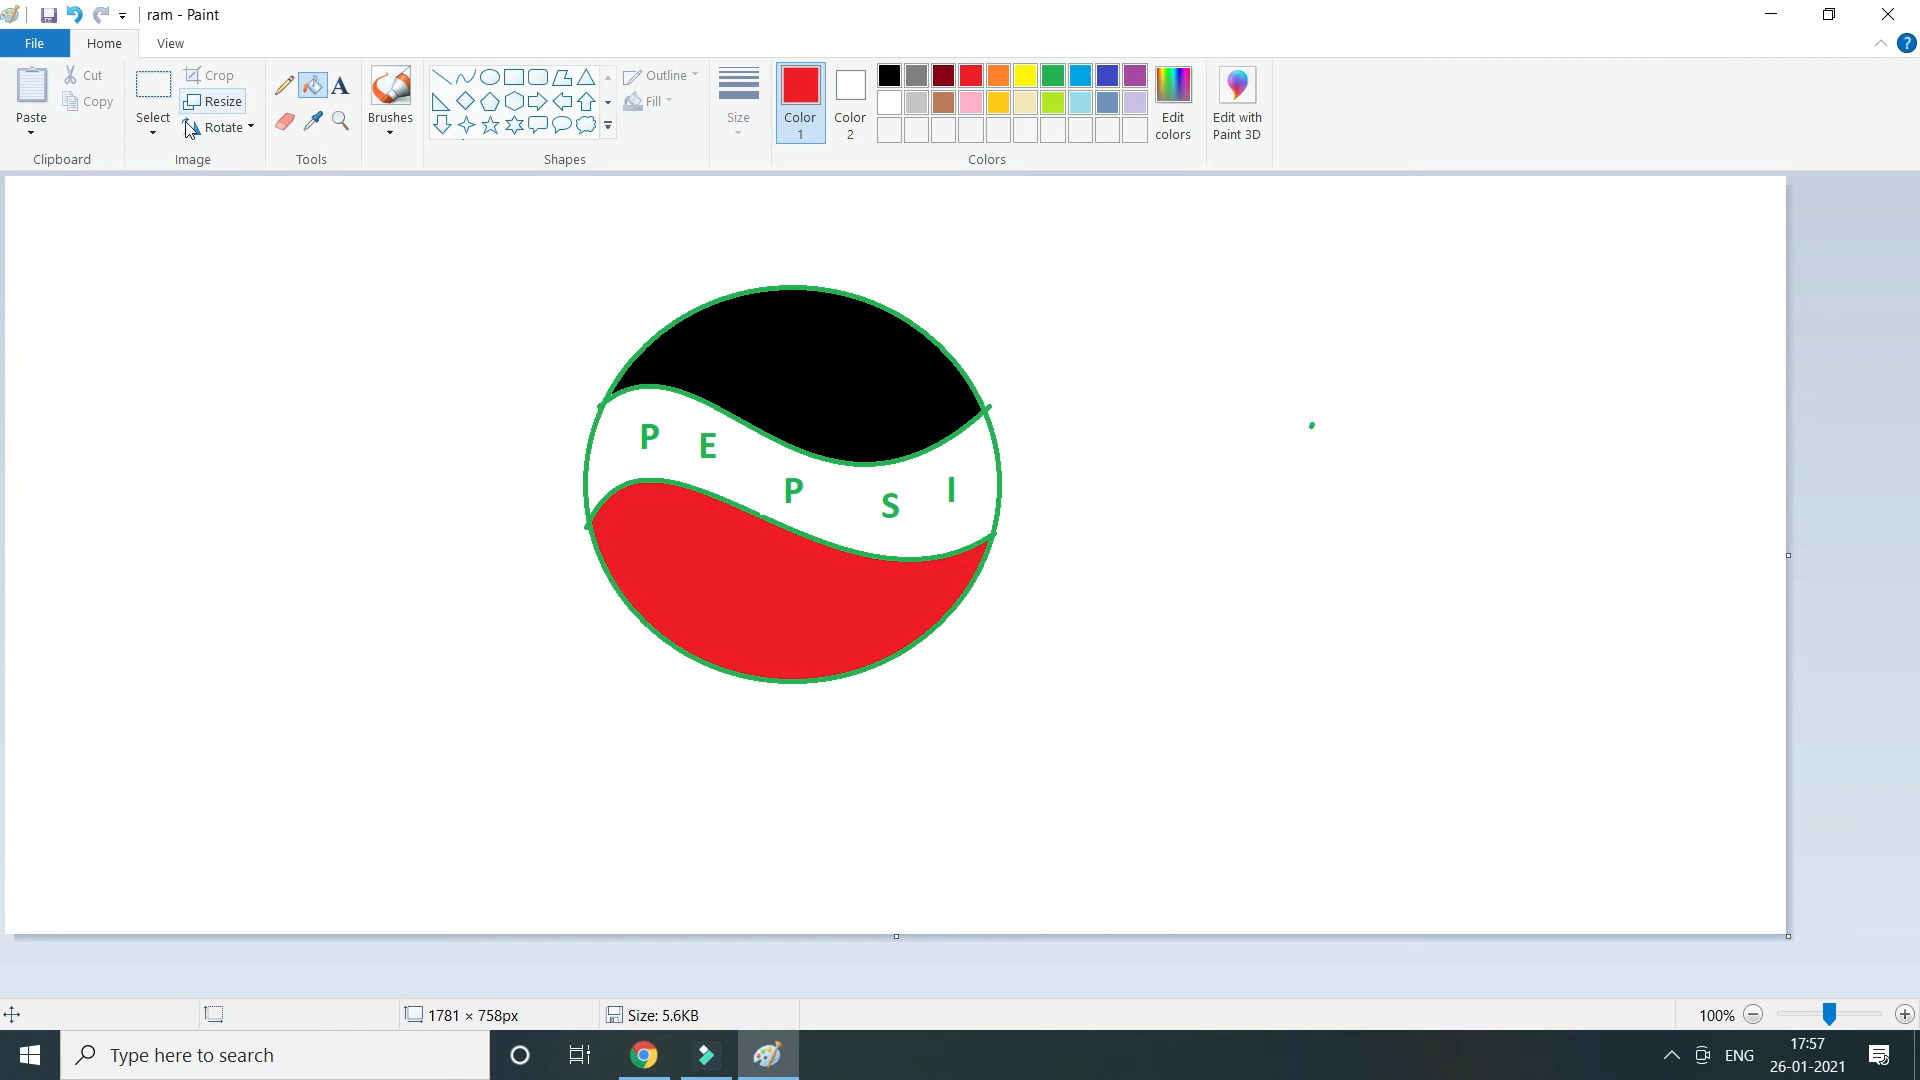 ram - Paint
File Home View
Paste Cut Copy Clipboard
Select Crop Resize Rotate Image
Tools
Brushes
Shapes Outline Fill
Size
Color 1 Color 2 Edit colors Colors
Edit with Paint 3D
P E P S I
1781 × 758px Size: 5.6KB 100%
Type here to search ENG 17:57
26-01-2021